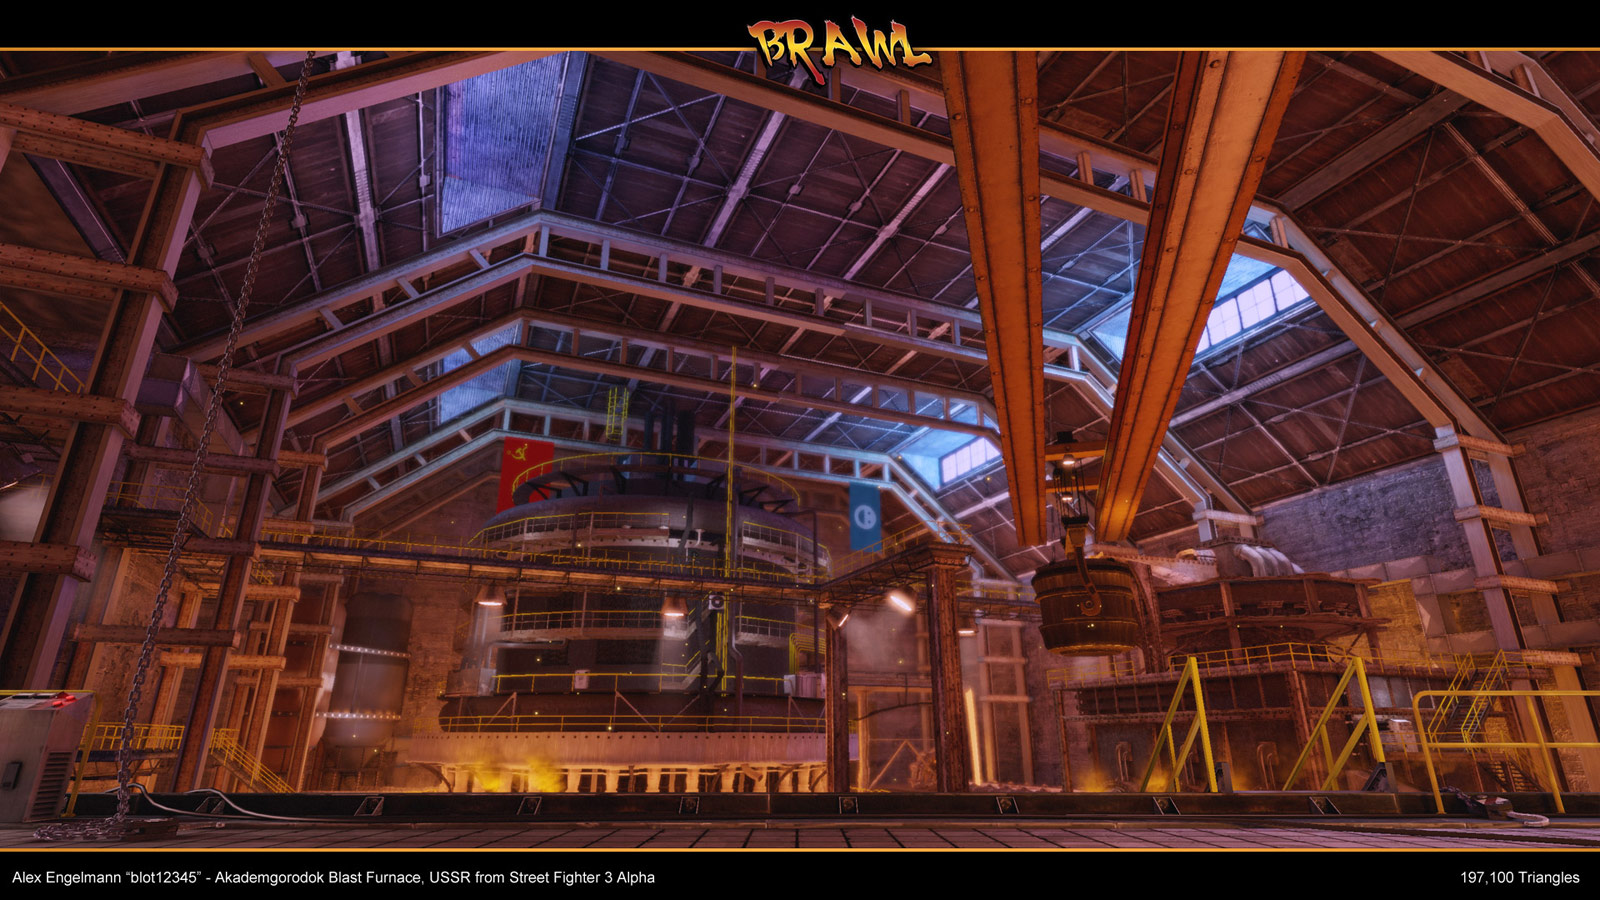 BRAWL
Alex Engelmann “blot12345” - Akademgorodok Blast Furnace, USSR from Street Fighter 3 Alpha
197,100 Triangles